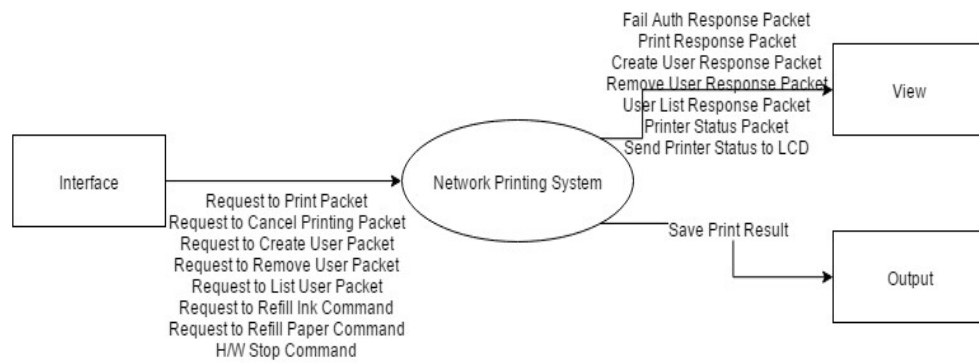 Fail Auth Response Packet
Print Response Packet
Create User Response Packet
Remove User Response Packet
User List Response Packet
Printer Status Packet
Send Printer Status to LCD
View
Interface
Network Printing System
Request to Print Packet
Request to Cancel Printing Packet
Request to Create User Packet
Request to Remove User Packet
Request to List User Packet
Request to Refill Ink Command
Request to Refill Paper Command
H/W Stop Command
Save Print Result
Output